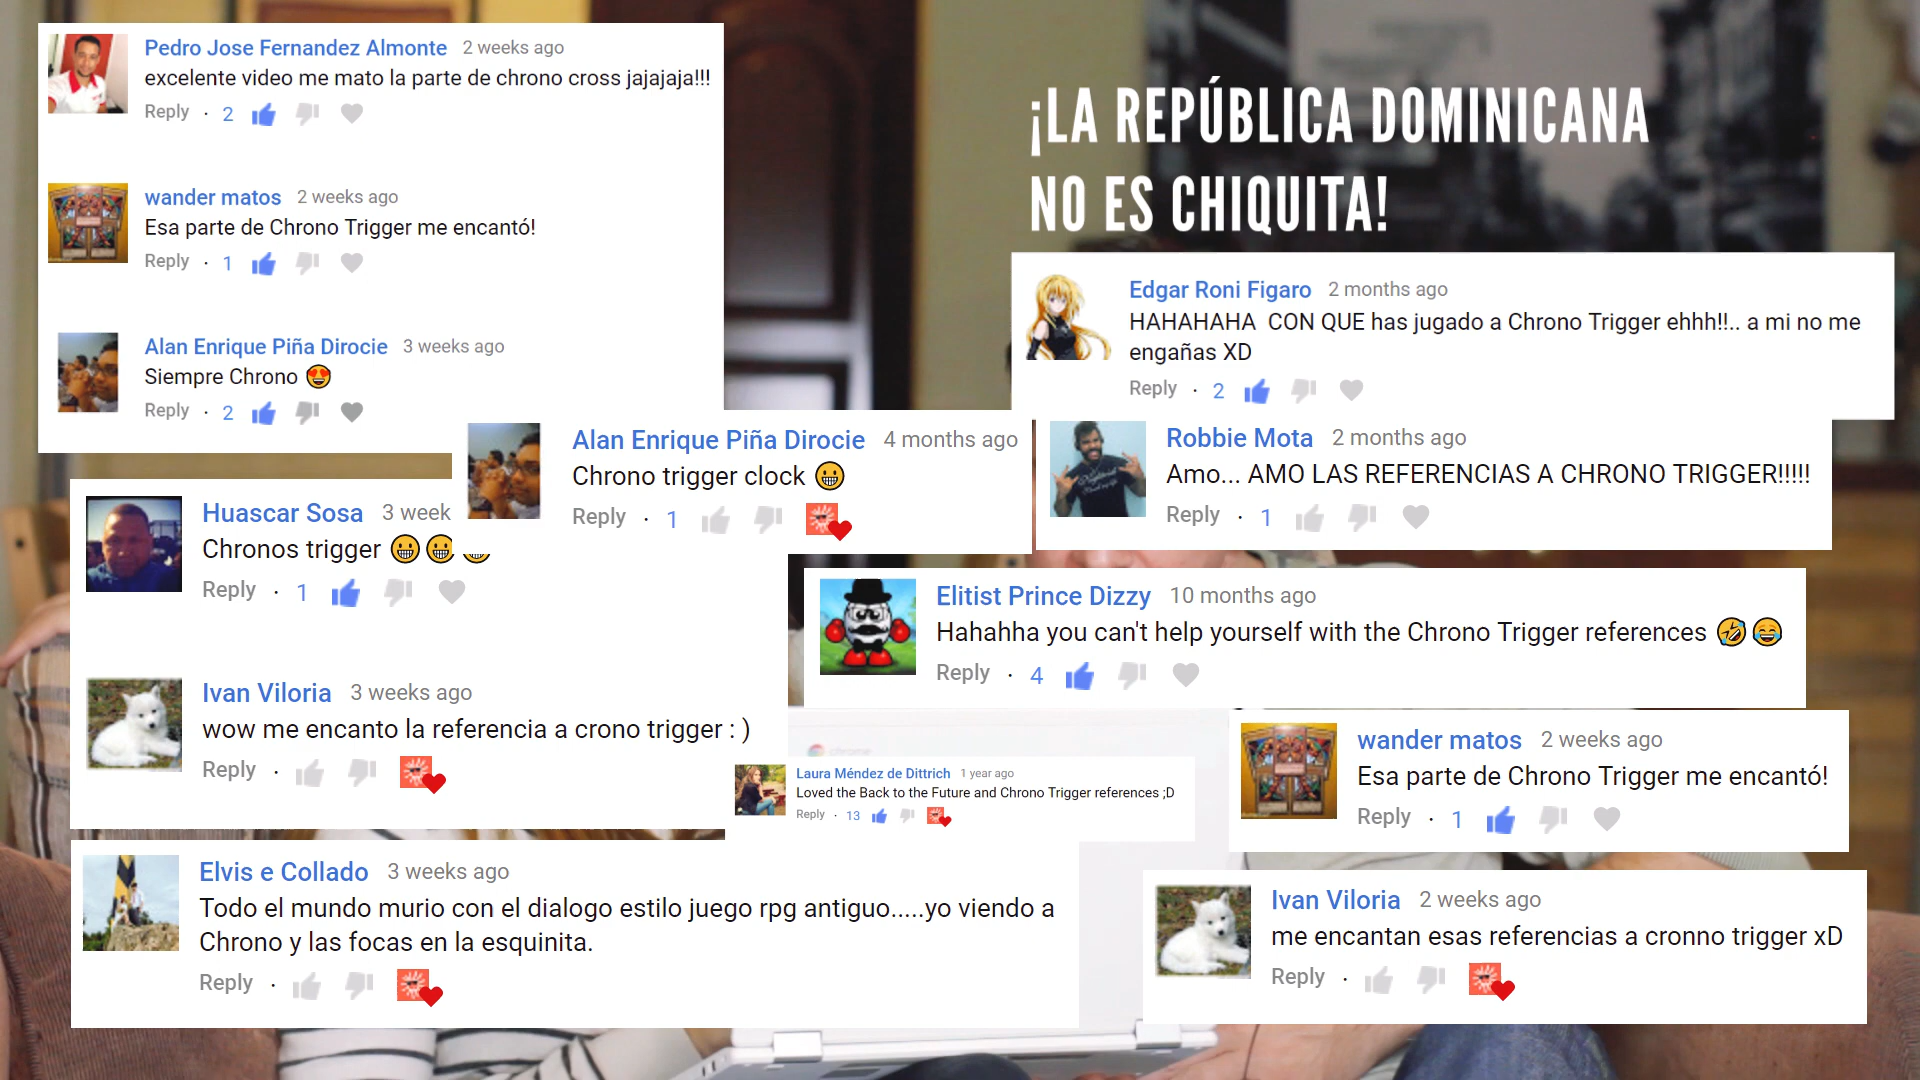 Pedro Jose Fernandez Almonte 2 weeks ago
excelente video me mato la parte de chrono cross jajajaja!!!
Reply · 2
wander matos 2 weeks ago
Esa parte de Chrono Trigger me encantó!
Reply · 1
Alan Enrique Piña Dirocie 3 weeks ago
Siempre Chrono 😍
Reply · 2
¡LA REPÚBLICA DOMINICANA
NO ES CHIQUITA!
Edgar Roni Figaro 2 months ago
HAHAHAHA CON QUE has jugado a Chrono Trigger ehhh!!.. a mi no me
engañas XD
Reply · 2
Alan Enrique Piña Dirocie 4 months ago
Chrono trigger clock 😀
Reply · 1
Robbie Mota 2 months ago
Amo... AMO LAS REFERENCIAS A CHRONO TRIGGER!!!!!
Reply · 1
Huascar Sosa 3 week
Chronos trigger 😀😀😀
Reply · 1
Elitist Prince Dizzy 10 months ago
Hahahha you can't help yourself with the Chrono Trigger references 🤣😂
Reply · 4
Ivan Viloria 3 weeks ago
wow me encanto la referencia a crono trigger : )
Reply ·
chrome
Laura Méndez de Dittrich 1 year ago
Loved the Back to the Future and Chrono Trigger references ;D
Reply · 13
wander matos 2 weeks ago
Esa parte de Chrono Trigger me encantó!
Reply · 1
Elvis e Collado 3 weeks ago
Todo el mundo murio con el dialogo estilo juego rpg antiguo.....yo viendo a
Chrono y las focas en la esquinita.
Reply ·
Ivan Viloria 2 weeks ago
me encantan esas referencias a cronno trigger xD
Reply ·